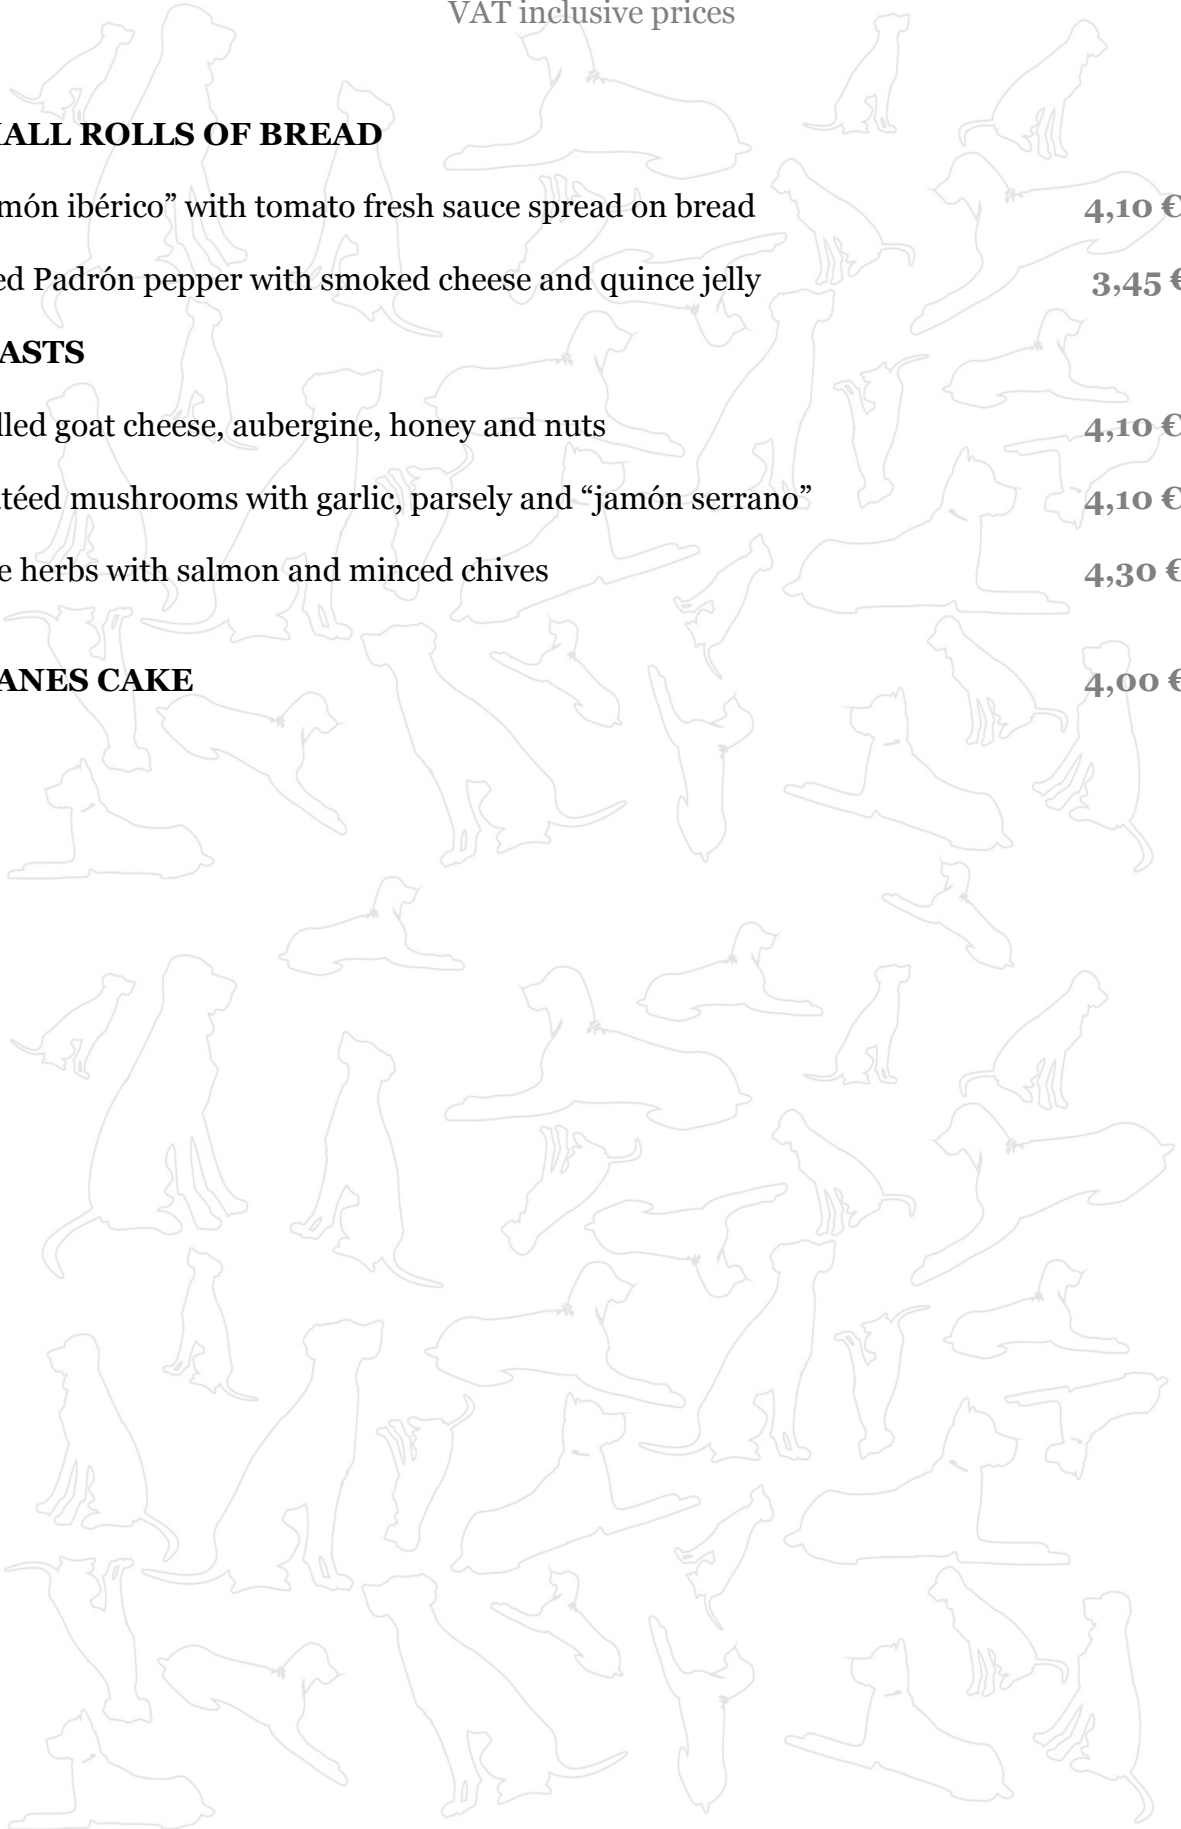 VAT inclusive prices
ALL ROLLS OF BREAD
món ibérico” with tomato fresh sauce spread on bread 4,10 €
ed Padrón pepper with smoked cheese and quince jelly 3,45 €
ASTS
lled goat cheese, aubergine, honey and nuts 4,10 €
téed mushrooms with garlic, parsely and “jamón serrano” 4,10 €
e herbs with salmon and minced chives 4,30 €
ANES CAKE 4,00 €